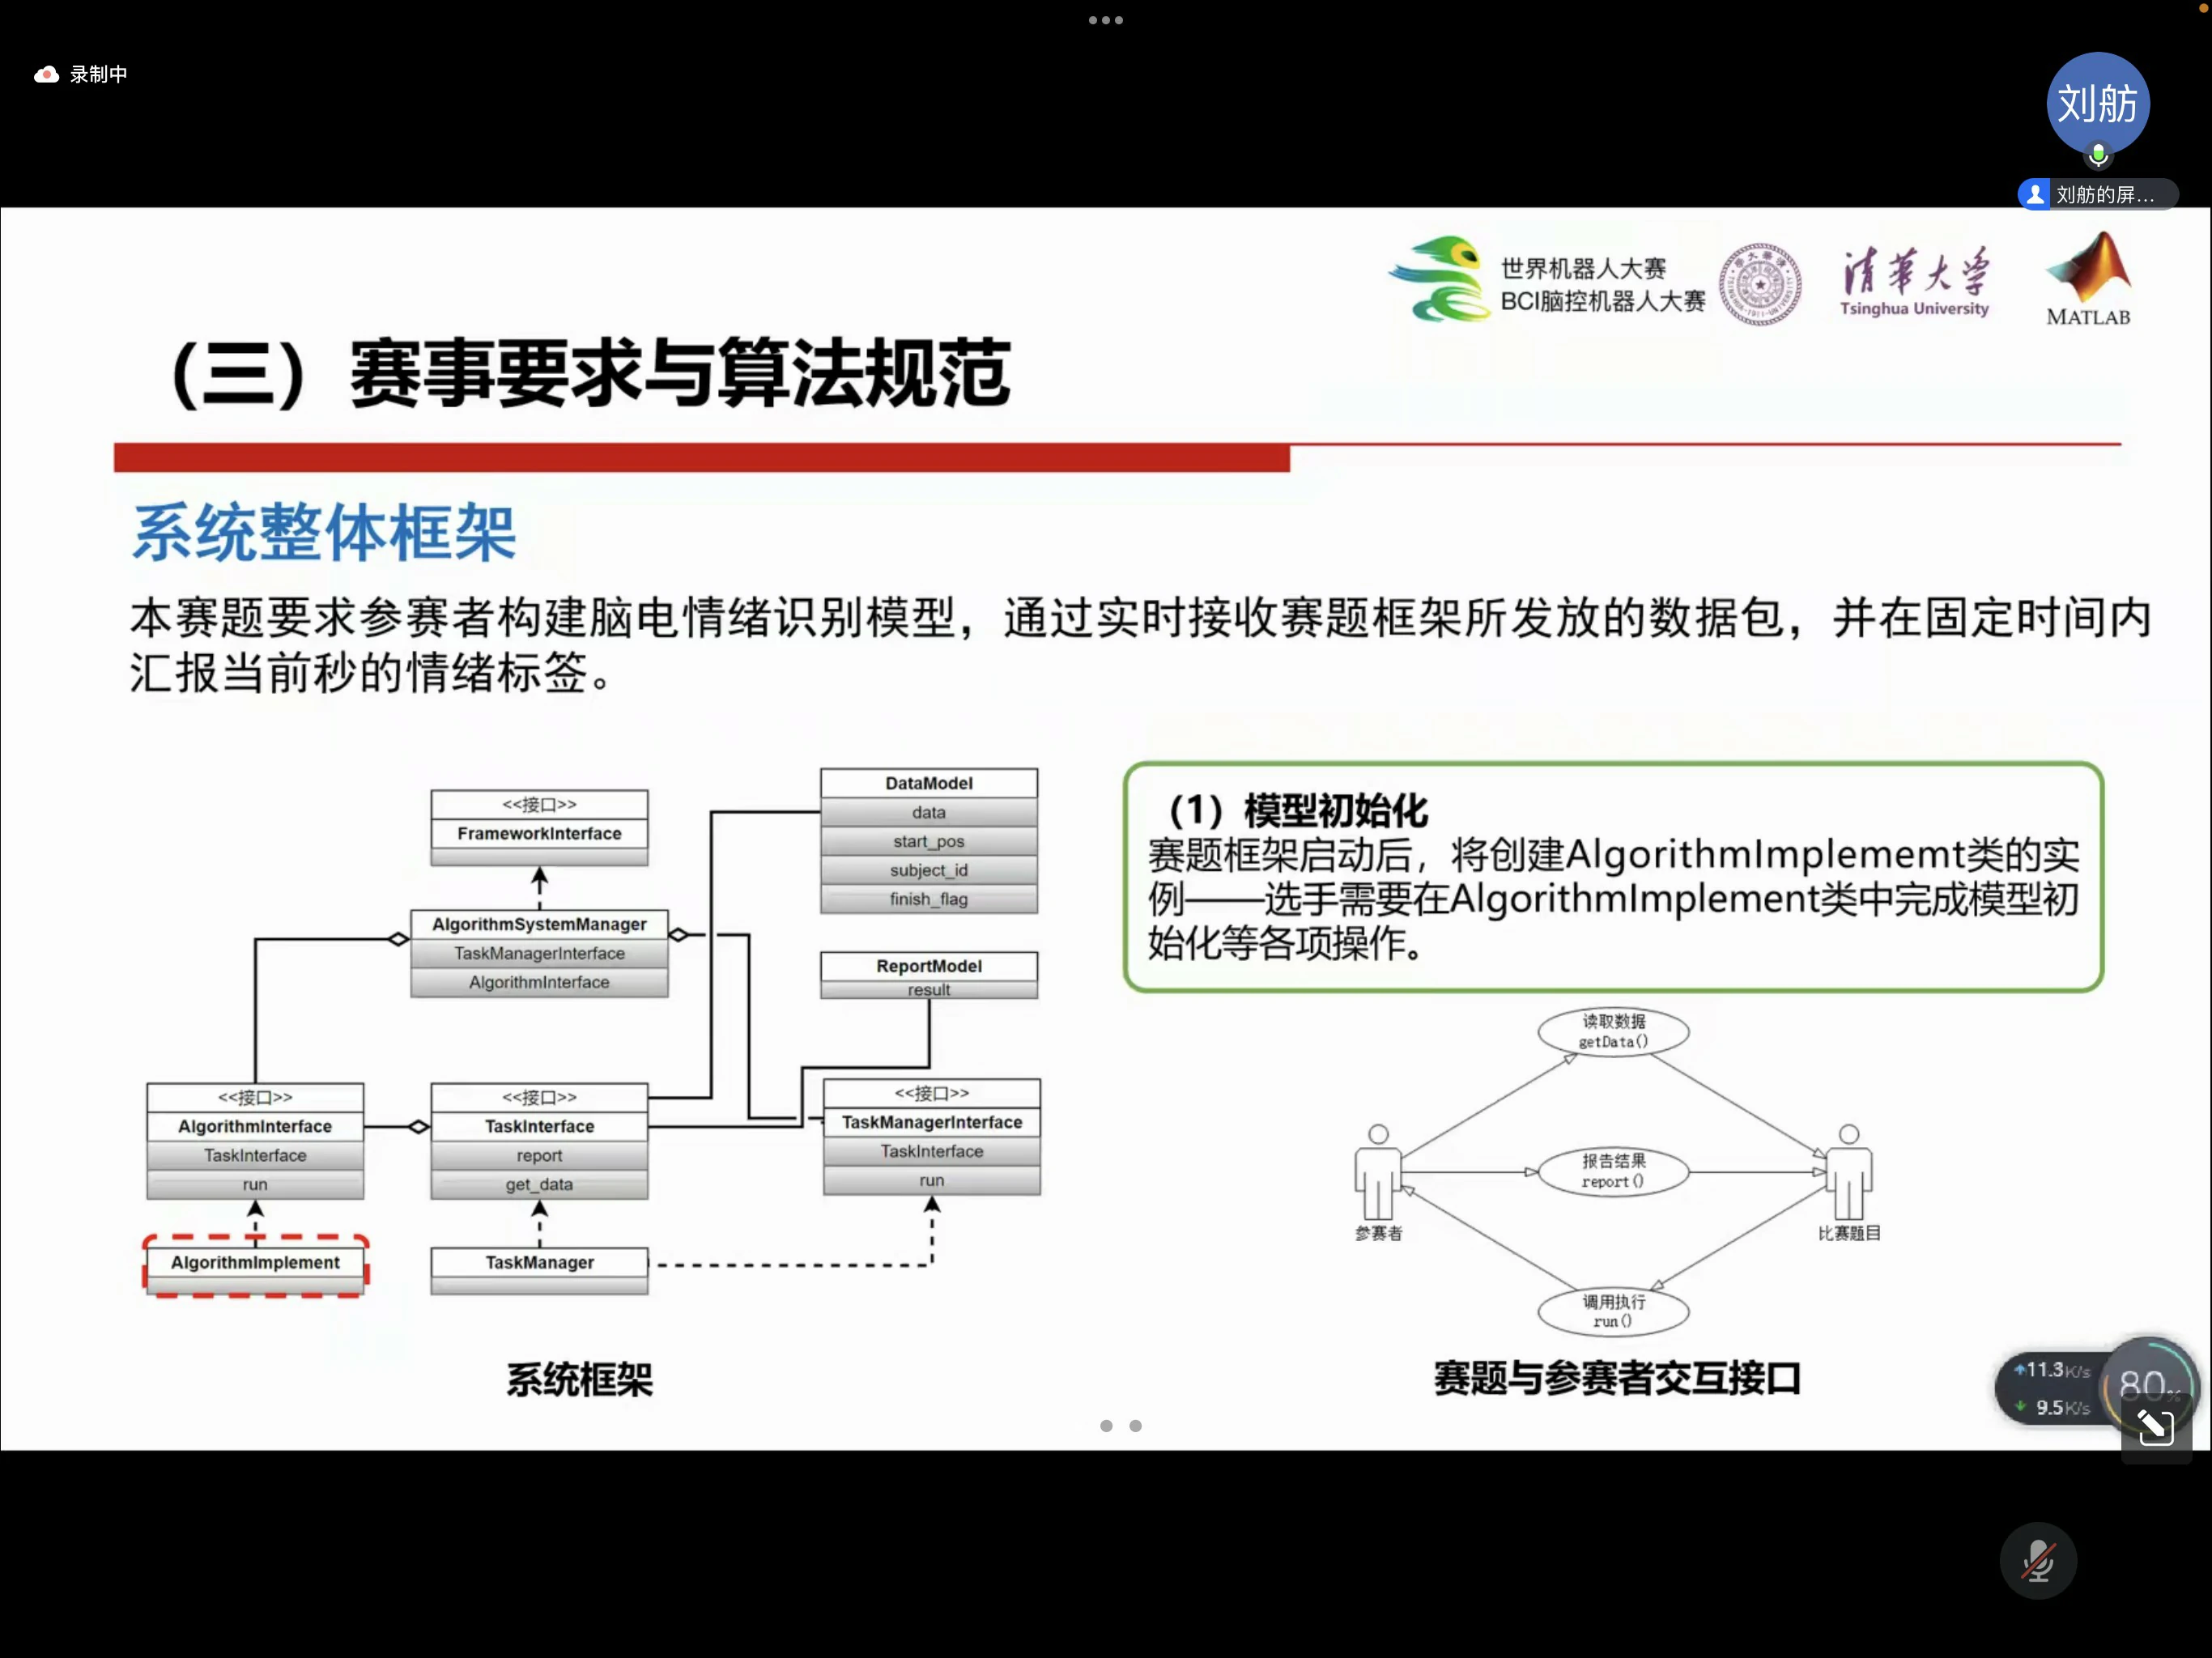 录制中
刘舫
刘舫的屏...
世界机器人大赛
BCI脑控机器人大赛
清华大学
Tsinghua University
MATLAB
（三）赛事要求与算法规范
系统整体框架
本赛题要求参赛者构建脑电情绪识别模型，通过实时接收赛题框架所发放的数据包，并在固定时间内
汇报当前秒的情绪标签。
<<接口>>
FrameworkInterface
AlgorithmSystemManager
TaskManagerInterface
AlgorithmInterface
DataModel
data
start_pos
subject_id
finish_flag
ReportModel
result
<<接口>>
AlgorithmInterface
TaskInterface
run
<<接口>>
TaskInterface
report
get_data
<<接口>>
TaskManagerInterface
TaskInterface
run
AlgorithmImplement
TaskManager
系统框架
（1）模型初始化
赛题框架启动后，将创建AlgorithmImplememt类的实
例——选手需要在AlgorithmImplement类中完成模型初
始化等各项操作。
读取数据
getData()
报告结果
report()
参赛者
比赛题目
调用执行
run()
赛题与参赛者交互接口
11.3K/s
9.5K/s
80%